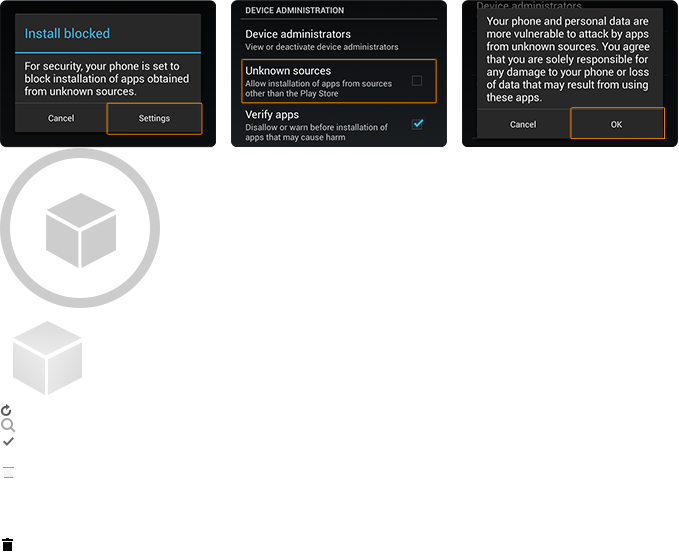 Install blocked
For security, your phone is set to
block installation of apps obtained
from unknown sources.
Cancel
Settings
DEVICE ADMINISTRATION
Device administrators
View or deactivate device administrators
Unknown sources
Allow installation of apps from sources
other than the Play Store
Verify apps
Disallow or warn before installation of
apps that may cause harm
Device administrators
Your phone and personal data are
more vulnerable to attack by apps
from unknown sources. You agree
that you are solely responsible for
any damage to your phone or loss
of data that may result from using
these apps.
Cancel
OK